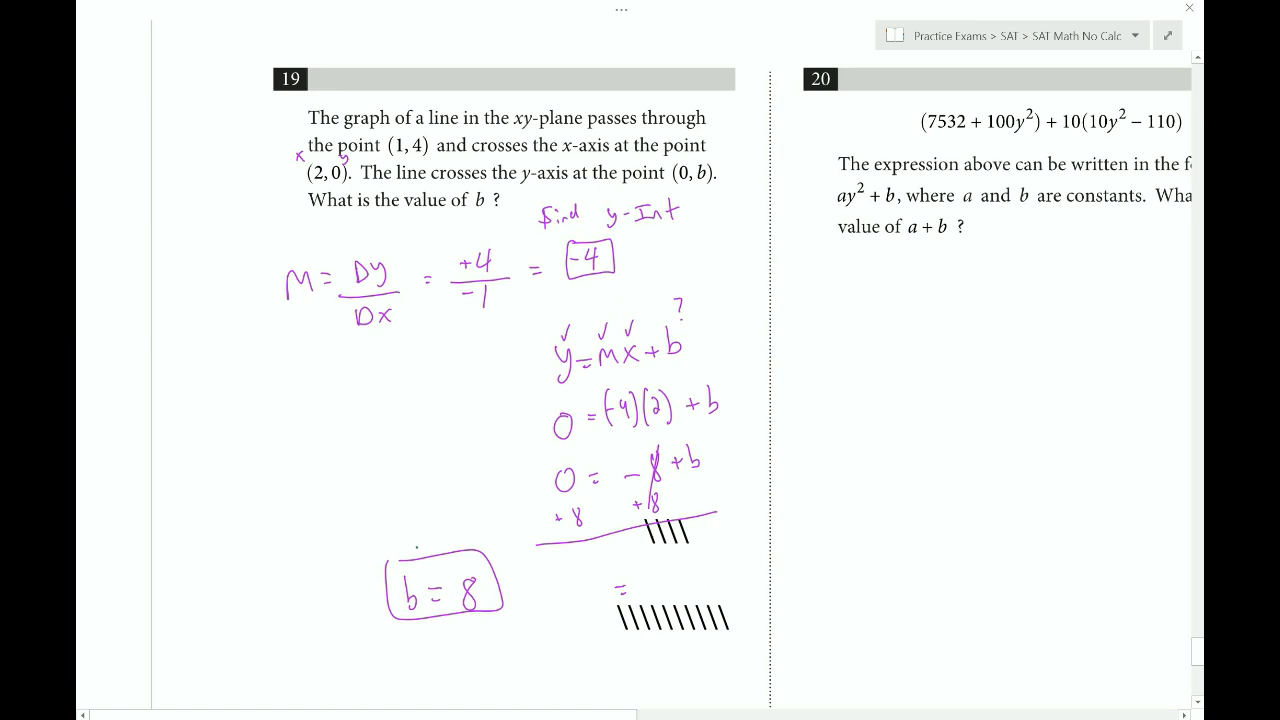 ...
Practice Exams > SAT > SAT Math No Calc
19
The graph of a line in the xy-plane passes through
the point (1, 4) and crosses the x-axis at the point
x y
(2, 0). The line crosses the y-axis at the point (0, b).
What is the value of b ?
find y-Int
M = Dy / Dx = +4 / -1 = -4
?
y = mx + b
0 = (-4)(2) + b
0 = -8 + b
+8 +8
=
b = 8
20
(7532 + 100y²) + 10(10y² − 110)
The expression above can be written in the f
ay² + b, where a and b are constants. Wha
value of a + b ?